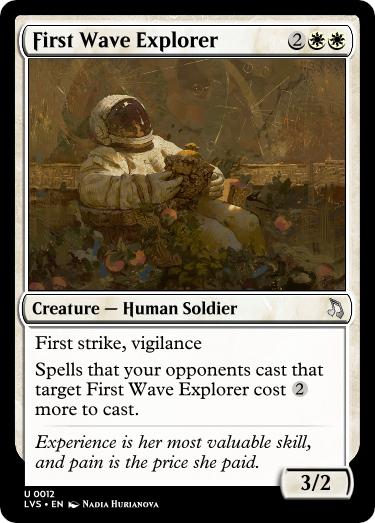 First Wave Explorer 2
Creature — Human Soldier
First strike, vigilance
Spells that your opponents cast that
target First Wave Explorer cost 2
more to cast.
Experience is her most valuable skill,
and pain is the price she paid.
3/2
U 0012
LVS • EN Nadia Hurianova